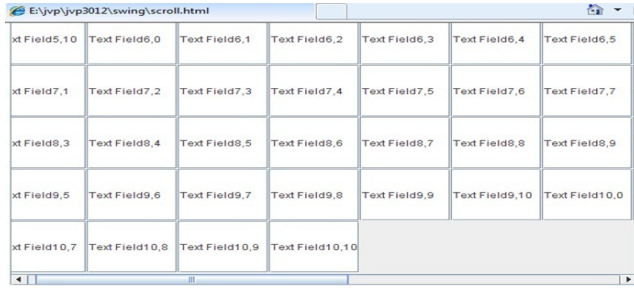 E:\jvp\jvp3012\swing\scroll.html
xt Field5,10 Text Field6,0 Text Field6,1 Text Field6,2 Text Field6,3 Text Field6,4 Text Field6,5
xt Field7,1 Text Field7,2 Text Field7,3 Text Field7,4 Text Field7,5 Text Field7,6 Text Field7,7
xt Field8,3 Text Field8,4 Text Field8,5 Text Field8,6 Text Field8,7 Text Field8,8 Text Field8,9
xt Field9,5 Text Field9,6 Text Field9,7 Text Field9,8 Text Field9,9 Text Field9,10 Text Field10,0
xt Field10,7 Text Field10,8 Text Field10,9 Text Field10,10